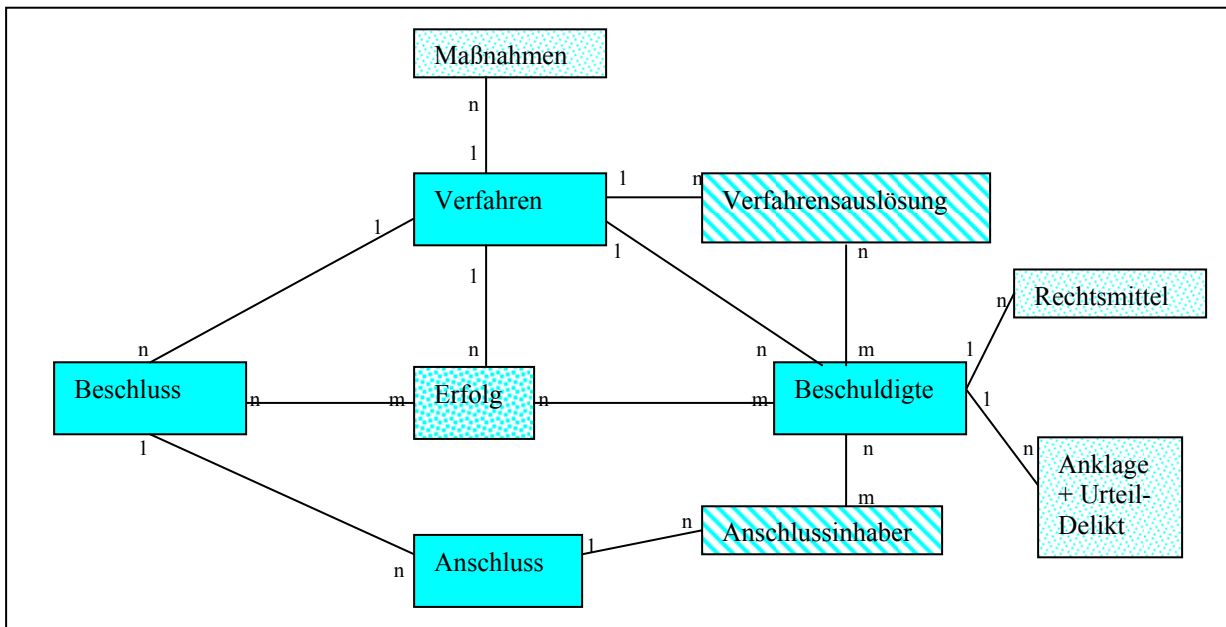 Maßnahmen
n
1
Verfahren
1
n
Verfahrensauslösung
1
1
1
n
Rechtsmittel
n
1
n
n
n
m
Beschluss
n
m
Erfolg
n
m
Beschuldigte
1
n
Anklage
+ Urteil-
Delikt
1
n
m
n
Anschlussinhaber
1
n
Anschluss